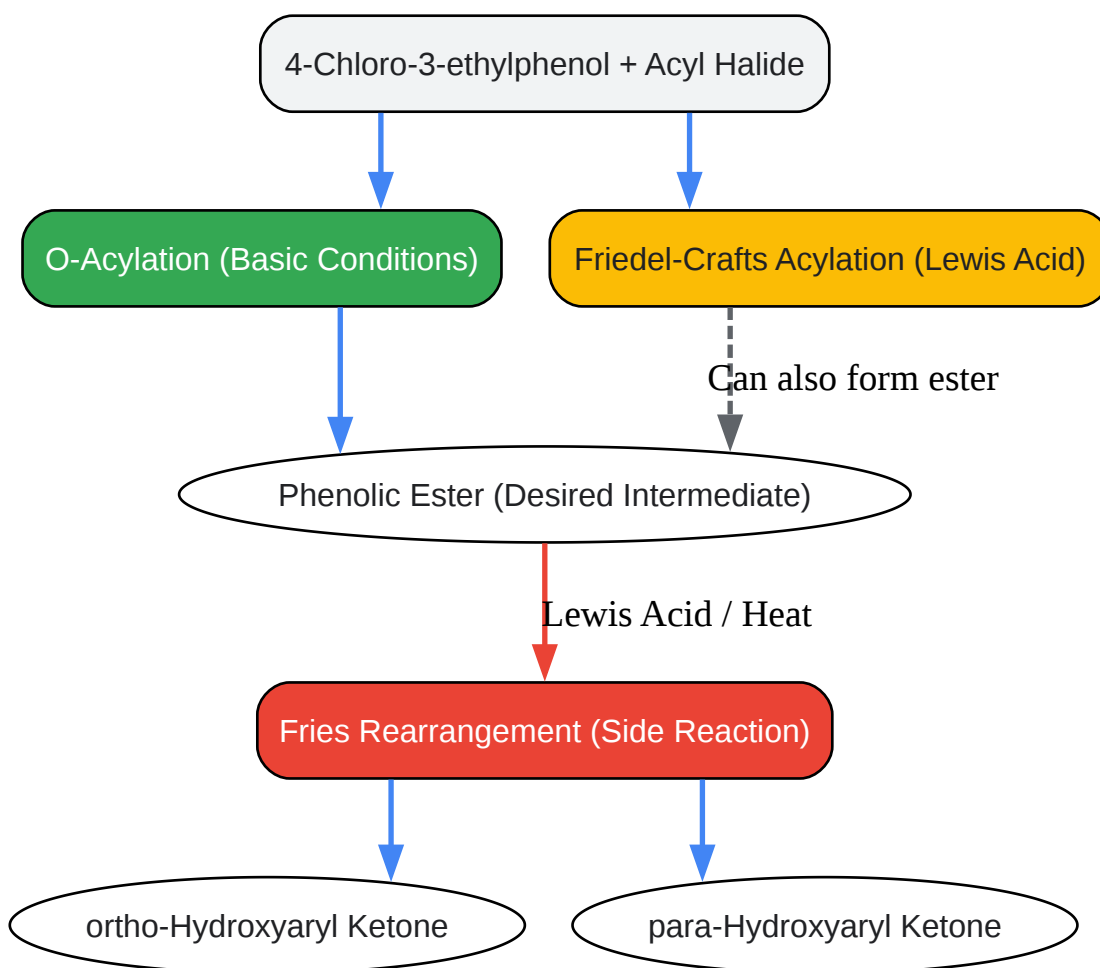 4-Chloro-3-ethylphenol + Acyl Halide
O-Acylation (Basic Conditions)
Friedel-Crafts Acylation (Lewis Acid)
Can also form ester
Phenolic Ester (Desired Intermediate)
Lewis Acid / Heat
Fries Rearrangement (Side Reaction)
ortho-Hydroxyaryl Ketone
para-Hydroxyaryl Ketone